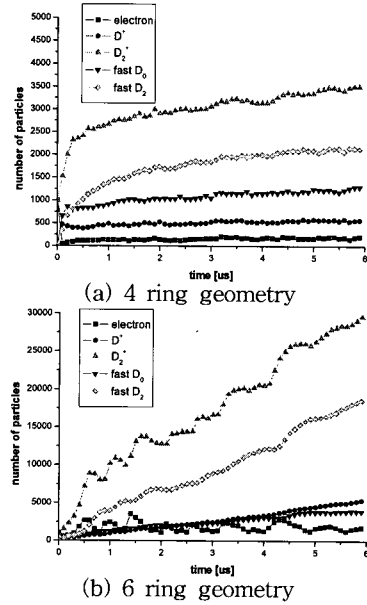 electron
D+
D2+
fast D0
fast D2
5000
4500
4000
3500
3000
2500
2000
1500
1000
500
0
number of particles
0 1 2 3 4 5 6
time [us]
(a) 4 ring geometry
electron
D+
D2+
fast D0
fast D2
30000
25000
20000
15000
10000
5000
0
number of particles
0 1 2 3 4 5 6
time [us]
(b) 6 ring geometry